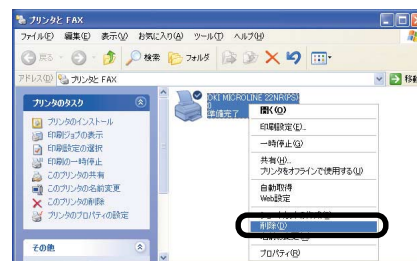 プリンタと FAX
ファイル(F) 編集(E) 表示(V) お気に入り(A) ツール(T) ヘルプ(H)
戻る 検索 フォルダ
アドレス(D) プリンタと FAX 移動
プリンタのタスク
プリンタのインストール
印刷ジョブの表示
印刷設定の選択
印刷の一時停止
このプリンタの共有
このプリンタの名前変更
このプリンタの削除
プリンタのプロパティの設定
その他
OKI MICROLINE 22NR(PS)
0
準備完了
開く(O)
印刷設定(E)...
一時停止(G)
共有(H)...
プリンタをオフラインで使用する(U)
自動取得
Web設定
削除(D)
プロパティ(R)